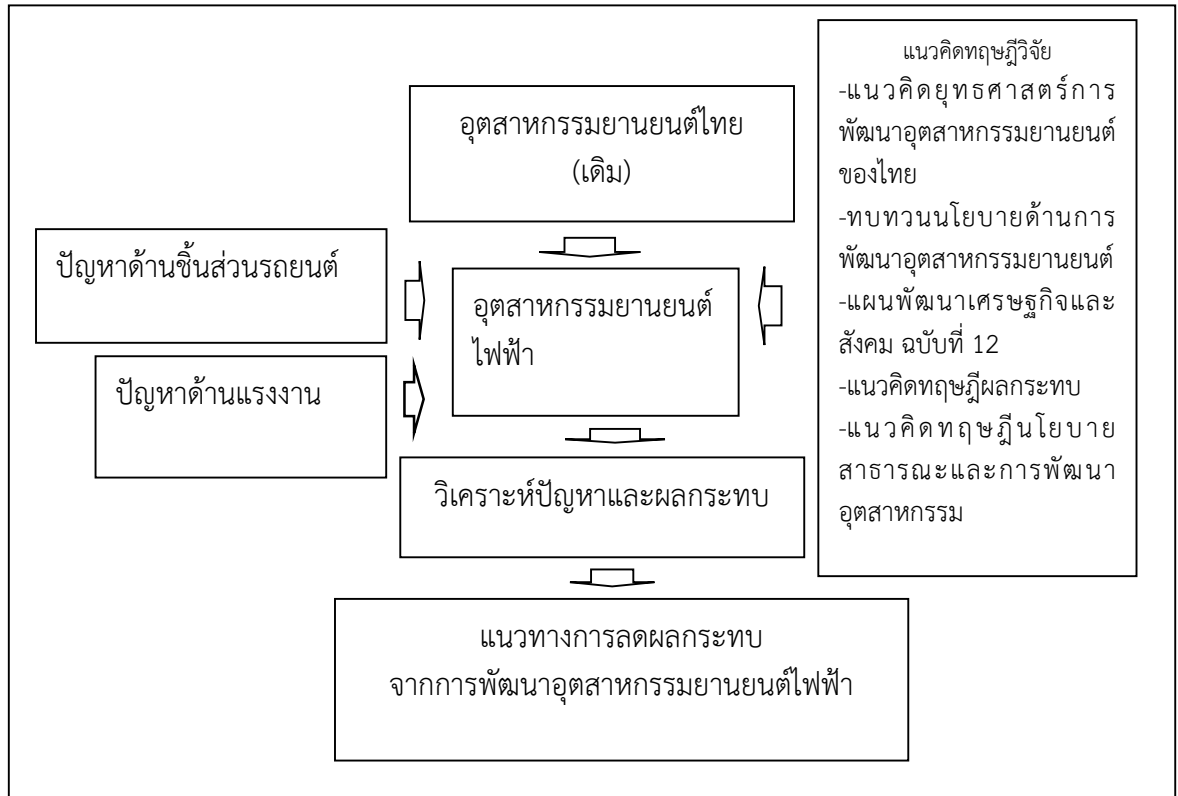 อุตสาหกรรมยานยนต์ไทย
(เดิม)
ปัญหาด้านชิ้นส่วนรถยนต์
อุตสาหกรรมยานยนต์
ไฟฟ้า
ปัญหาด้านแรงงาน
วิเคราะห์ปัญหาและผลกระทบ
แนวทางการลดผลกระทบ
จากการพัฒนาอุตสาหกรรมยานยนต์ไฟฟ้า
แนวคิดทฤษฎีวิจัย
-แนวคิดยุทธศาสตร์การ
พัฒนาอุตสาหกรรมยานยนต์
ของไทย
-ทบทวนนโยบายด้านการ
พัฒนาอุตสาหกรรมยานยนต์
-แผนพัฒนาเศรษฐกิจและ
สังคม ฉบับที่ 12
-แนวคิดทฤษฎีผลกระทบ
-แนวคิดทฤษฎีนโยบาย
สาธารณะและการพัฒนา
อุตสาหกรรม